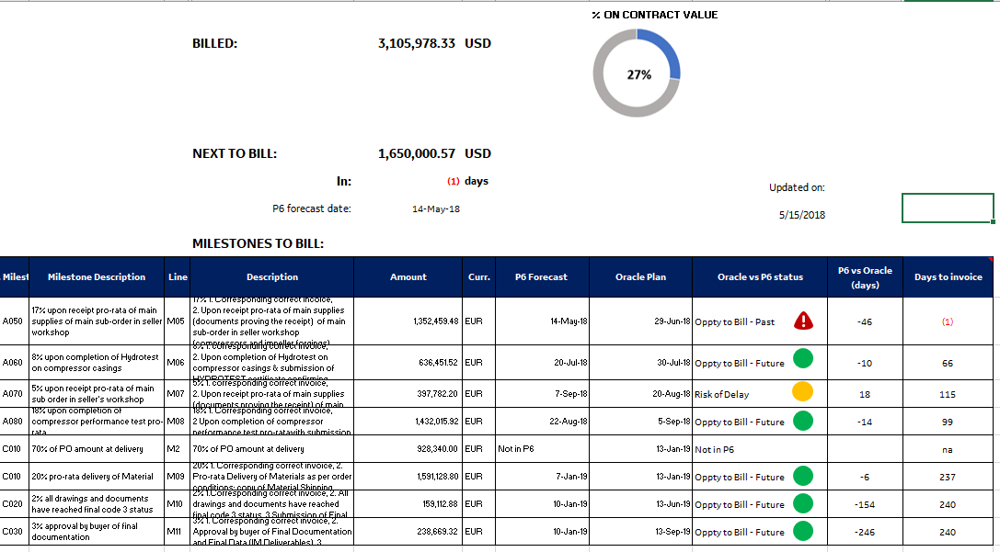 % ON CONTRACT VALUE
BILLED: 3,105,978.33 USD
27%
NEXT TO BILL: 1,650,000.57 USD
In: (1) days
Updated on:
P6 forecast date: 14-May-18
5/15/2018
MILESTONES TO BILL:
Milest Milestone Description Line Description Amount Curr. P6 Forecast Oracle Plan Oracle vs P6 status P6 vs Oracle (days) Days to invoice
A050 17% upon receipt pro-rata of main supplies of main sub-order in seller workshop M05 17% 1. Corresponding correct incoice, 2. Upon receipt pro-rata of main supplies (documents proving the receipt) of main sub-order in seller workshop (compressors and impeller forgings) 1,352,459.48 EUR 14-May-18 29-Jun-18 Oppty to Bill - Past -46 (1)
A060 8% upon completion of Hydrotest on compressor casings M06 8% 1. Corresponding correct invoice, 2. Upon completion of Hydrotest on compressor casings & submission of HYDROTEST certificate confirming 636,451.52 EUR 20-Jul-18 30-Jul-18 Oppty to Bill - Future -10 66
A070 5% upon receipt pro-rata of main sub order in seller's workshop M07 5% 1. corresponding correct invoice, 2. Upon receipt pro-rata of main (documents proving the receipt) of main 397,782.20 EUR 7-Sep-18 20-Aug-18 Risk of Delay 18 115
A080 18% upon completion of compressor performance test pro-rata M08 18% 1. Corresponding correct invoice, 2 Upon completion of compressor performance test pro-ratawith submission 1,432,015.92 EUR 22-Aug-18 5-Sep-18 Oppty to Bill - Future -14 99
C010 70% of PO amount at delivery M2 70% of PO amount at delivery 928,340.00 EUR Not in P6 13-Jan-19 Not in P6 na
C010 20% pro-rata delivery of Material M09 20% 1. Corresponding correct invoice, 2. Pro-rata Delivery of Materials as per order conditions: copy of Material Shipping 1,591,128.80 EUR 7-Jan-19 13-Jan-19 Oppty to Bill - Future -6 237
C020 2% all drawings and documents have reached final code 3 status M10 2% 1.Corresponding correct invoice, 2. All drawings and documents have reached final code 3 status 3 Submission of Final 159,112.88 EUR 10-Jan-19 13-Jun-19 Oppty to Bill - Future -154 240
C030 3% approval by buyer of final documentation M11 3% 1. Corresponding correct invoice, 2. Approval by buyer of Final Documentation and Final Data (IM Deliverables) 3 238,669.32 EUR 10-Jan-19 13-Sep-19 Oppty to Bill - Future -246 240